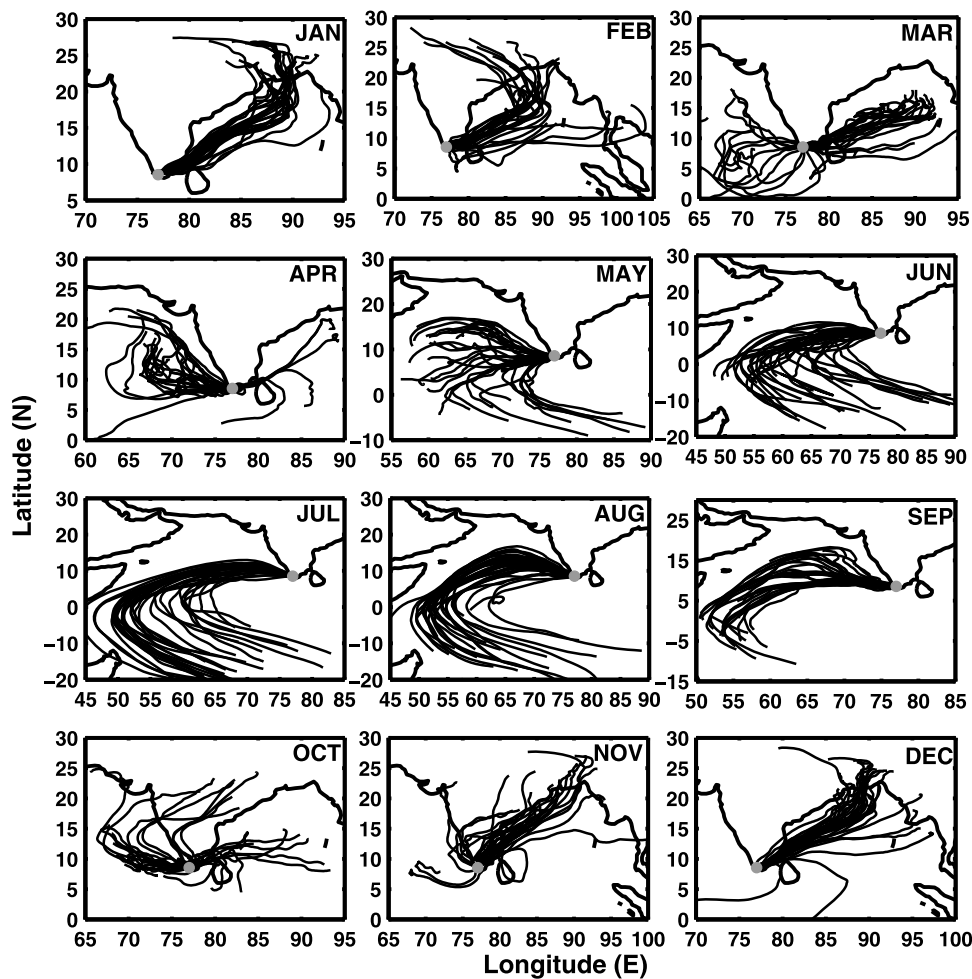 JAN
30
25
20
15
10
5
70 75 80 85 90 95
FEB
30
25
20
15
10
5
0
70 75 80 85 90 95 100 105
MAR
30
25
20
15
10
5
0
65 70 75 80 85 90 95
APR
30
25
20
15
10
5
0
60 65 70 75 80 85 90
MAY
30
20
10
0
−10
55 60 65 70 75 80 85 90
JUN
30
20
10
0
−10
−20
45 50 55 60 65 70 75 80 85 90
JUL
30
20
10
0
−10
−20
45 50 55 60 65 70 75 80 85
AUG
30
20
10
0
−10
−20
45 50 55 60 65 70 75 80 85 90
SEP
25
15
5
−5
−15
50 55 60 65 70 75 80 85
OCT
30
25
20
15
10
5
0
65 70 75 80 85 90 95
NOV
30
25
20
15
10
5
0
65 70 75 80 85 90 95 100
DEC
30
25
20
15
10
5
0
70 75 80 85 90 95 100
Latitude (N)
Longitude (E)